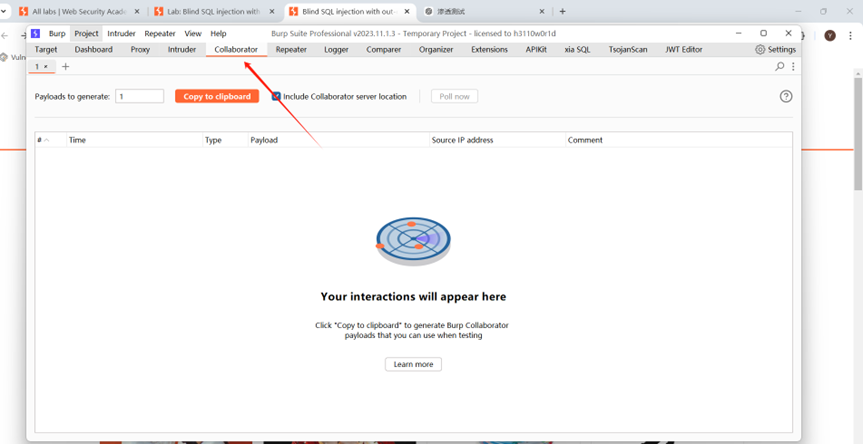 All labs | Web Security Acade
Lab: Blind SQL injection with
Blind SQL injection with out-
渗透测试
Burp Project Intruder Repeater View Help
Burp Suite Professional v2023.11.1.3 - Temporary Project - licensed to h3110w0r1d
Target Dashboard Proxy Intruder Collaborator Repeater Logger Comparer Organizer Extensions APIKit xia SQL TsojanScan JWT Editor Settings
Vuln
1
Payloads to generate: 1 Copy to clipboard Include Collaborator server location Poll now
# Time Type Payload Source IP address Comment
Your interactions will appear here
Click "Copy to clipboard" to generate Burp Collaborator
payloads that you can use when testing
Learn more